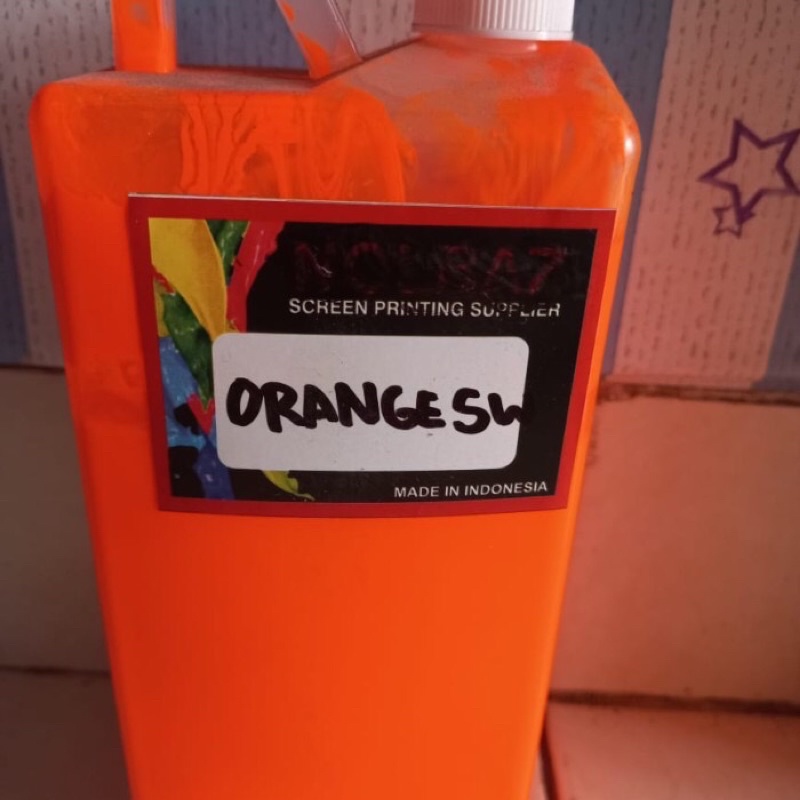 SCREEN PRINTING SUPPLIER
ORANGE SW
MADE IN INDONESIA